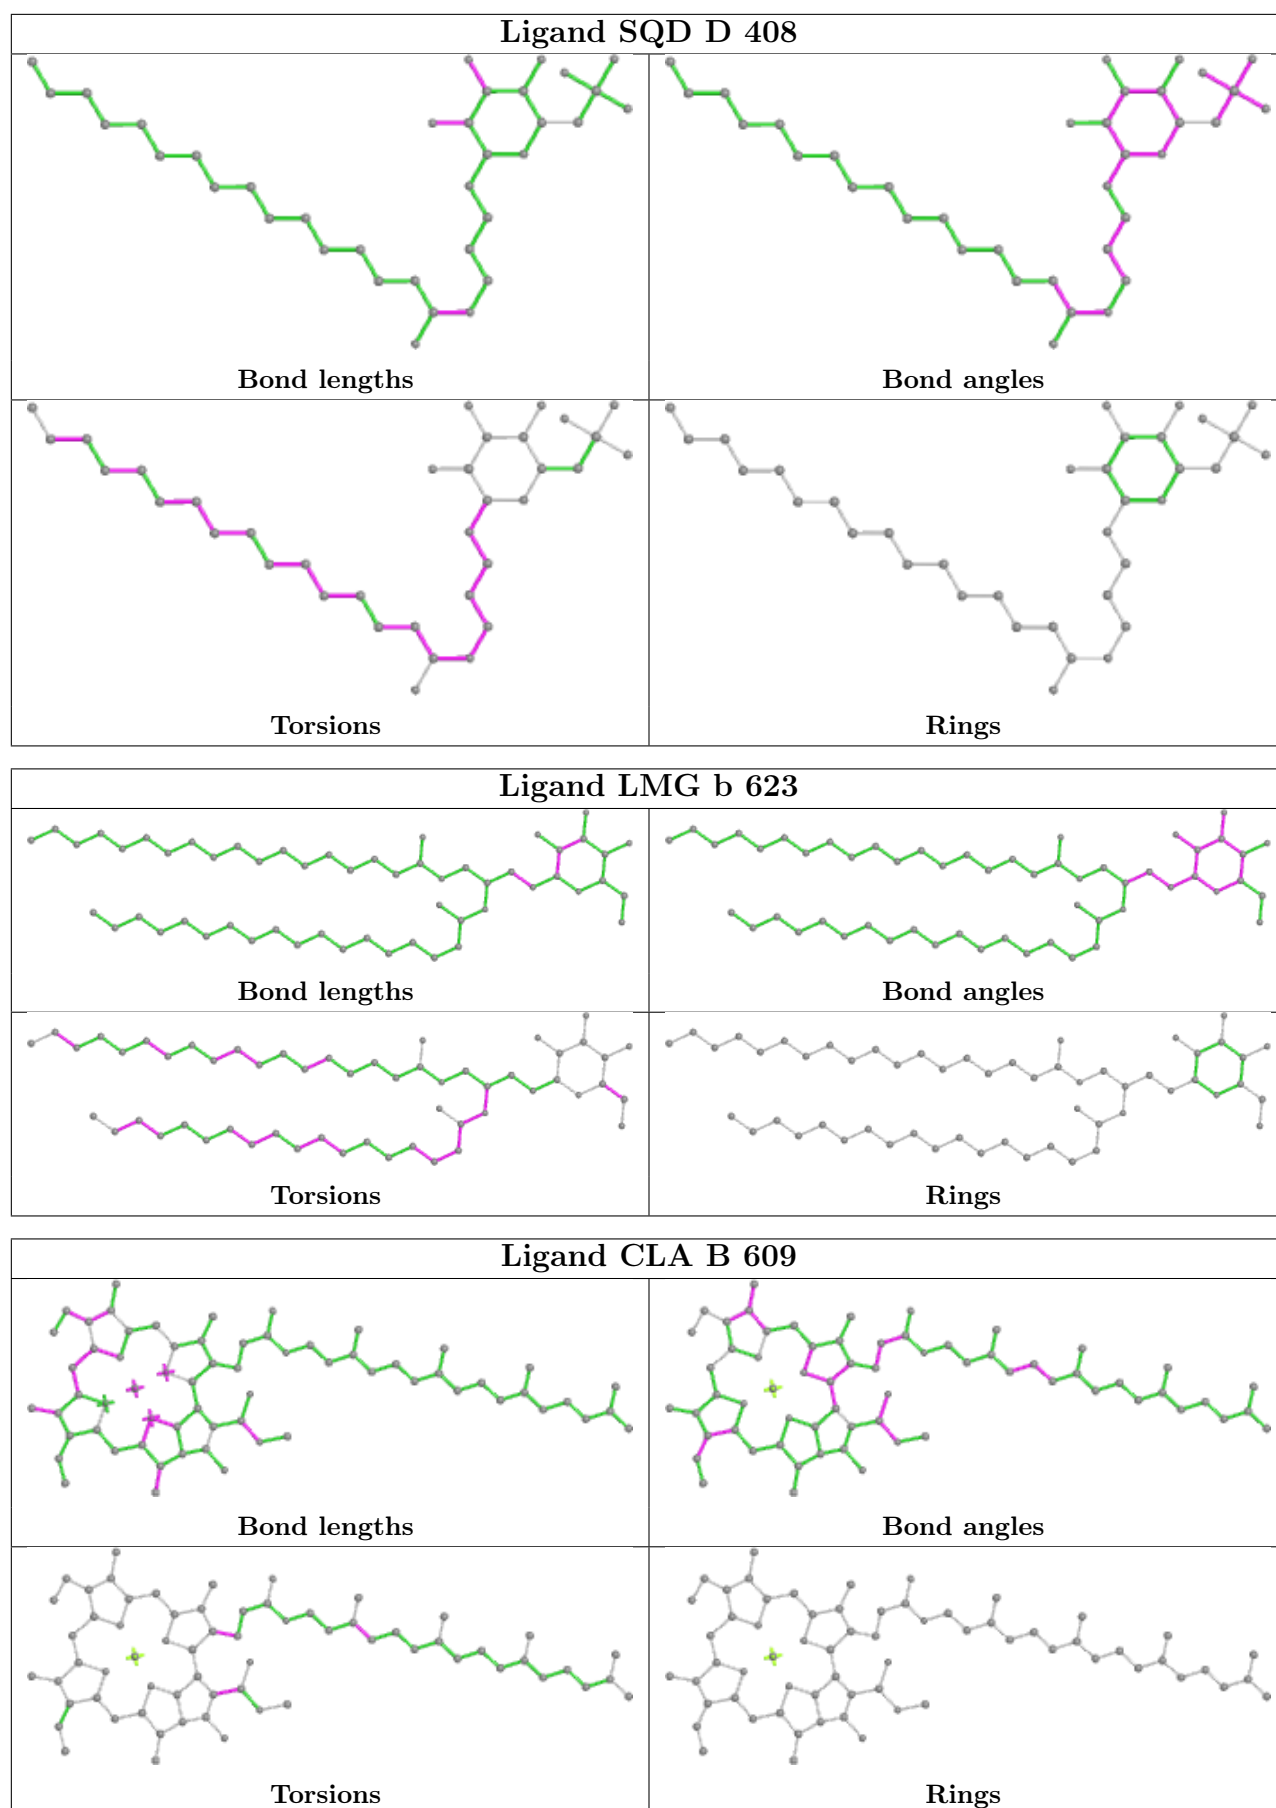 Ligand SQD D 408
Bond lengths
Bond angles
Torsions
Rings
Ligand LMG b 623
Bond lengths
Bond angles
Torsions
Rings
Ligand CLA B 609
Bond lengths
Bond angles
Torsions
Rings